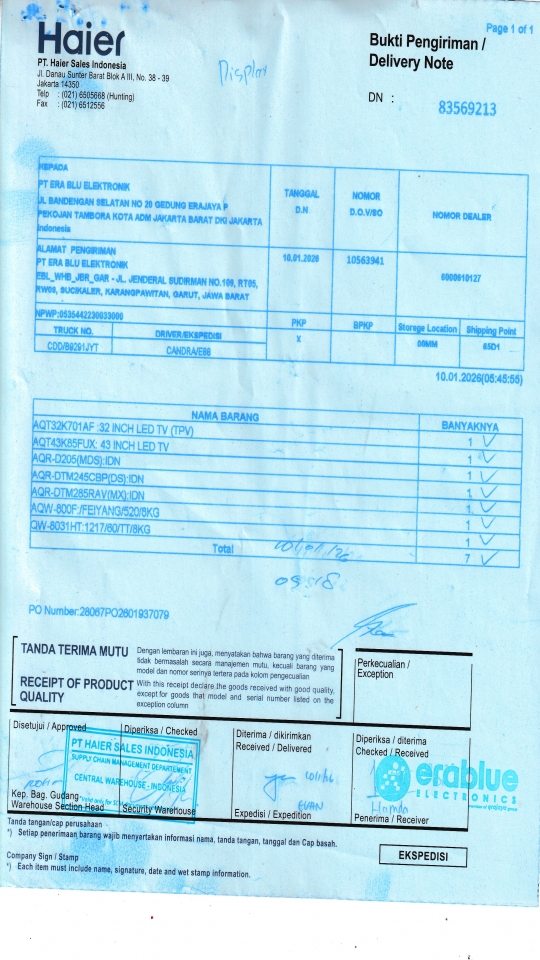 Page 1 of 1
Haier
Bukti Pengiriman /
Delivery Note
PT. Haier Sales Indonesia
Jl. Danau Sunter Barat Blok A III, No. 38 - 39
Jakarta 14350
Telp : (021) 6505668 (Hunting)
Fax : (021) 6512556
Display
DN :
83569213
KEPADA
PT ERA BLU ELEKTRONIK
JL BANDENGAN SELATAN NO 20 GEDUNG ERAJAYA P
PEKOJAN TAMBORA KOTA ADM JAKARTA BARAT DKI JAKARTA
Indonesia
TANGGAL
D.N
NOMOR
D.O.V/SO
NOMOR DEALER
ALAMAT PENGIRIMAN
PT ERA BLU ELEKTRONIK
EBL_WHB_JBR_GAR - JL. JENDERAL SUDIRMAN NO.109, RT05,
RW08, SUCIKALER, KARANGPAWITAN, GARUT, JAWA BARAT
10.01.2026
10563941
NPWP:0535442230033000
TRUCK NO.
DRIVER/EKSPEDISI
PKP
BPKP
Storege Location
Shipping Point
CDD/B9291JYT
X
10.01.2026(05:45:55)
NAMA BARANG
BANYAKNYA
AQT32K701AF :32 INCH LED TV (TPV) 1
AQT43K85FUX: 43 INCH LED TV 1
AQR-D205(MDS):IDN 1
AQR-DTM245CBP(DS):IDN 1
AQR-DTM285RAV(MX):IDN 1
AQW-800F:/FEIYANG/520/8KG 1
QW-8031HT:1217/60/TT/8KG 1
Total 7
PO Number:28067PO2601937079
TANDA TERIMA MUTU
Dengan lembaran ini juga, menyatakan bahwa barang yang diterima
tidak bermasalah secara manajemen mutu, kecuali barang yang
model dan nomor serinya tertera pada kolom pengecualian
RECEIPT OF PRODUCT
QUALITY
With this receipt declare the goods received with good quality,
except for goods that model and serial number listed on the
exception column
Perkecualian /
Exception
Disetujui / Approved
Diperiksa / Checked
Diterima / dikirimkan
Received / Delivered
Diperiksa / diterima
Checked / Received
PT HAIER SALES INDONESIA
SUPPLY CHAIN MANAGEMENT DEPARTEMENT
CENTRAL WAREHOUSE - INDONESIA
erablue
ELECTRONICS
Kep. Bag. Gudang
Warehouse Section Head
Security Warehouse
EVAN
Expedisi / Expedition
Penerima / Receiver
Tanda tangan/cap perusahaan
*) Setiap penerimaan barang wajib menyertakan informasi nama, tanda tangan, tanggal dan Cap basah.
EKSPEDISI
Company Sign / Stamp
*) Each item must include name, signature, date and wet stamp information.